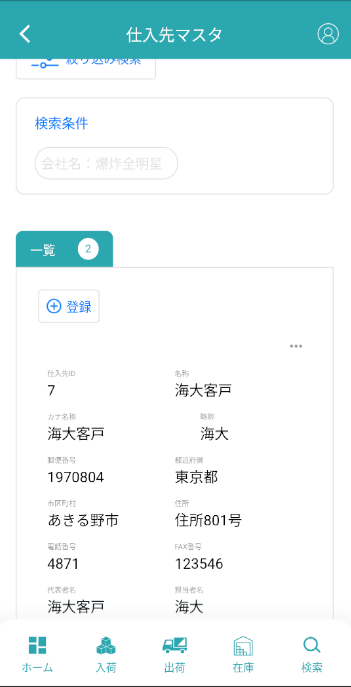 仕入先マスタ
絞り込み検索
検索条件
会社名：爆炸全明星
一覧 2
登録
仕入先ID 名称
7 海大客戸
カナ名称 略称
海大客戸 海大
郵便番号 都道府県
1970804 東京都
市区町村 住所
あきる野市 住所801号
電話番号 FAX番号
4871 123546
代表者名 担当者名
海大客戸 海大
ホーム 入荷 出荷 在庫 検索